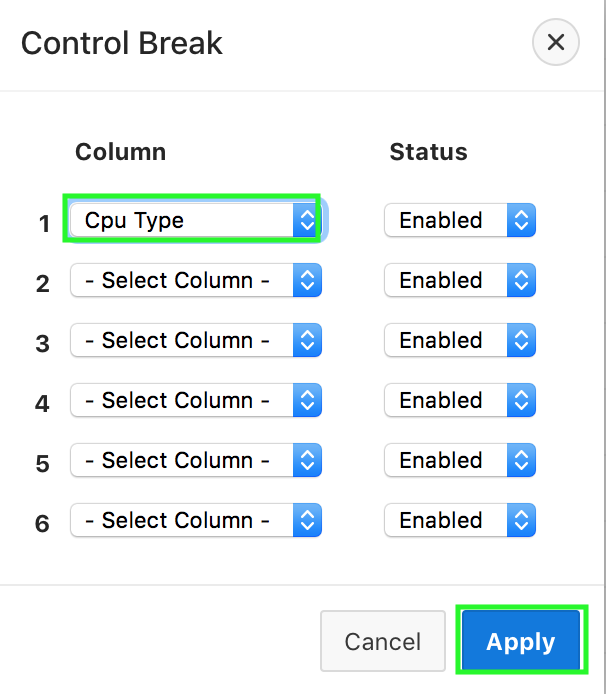 Control Break
Column Status
1 Cpu Type Enabled
2 - Select Column - Enabled
3 - Select Column - Enabled
4 - Select Column - Enabled
5 - Select Column - Enabled
6 - Select Column - Enabled
Cancel Apply